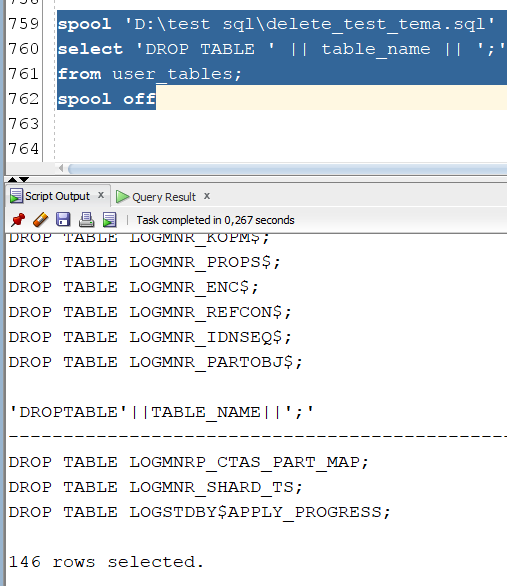 759 spool 'D:\test sql\delete_test_tema.sql'
760 select 'DROP TABLE ' || table_name || ';'
761 from user_tables;
762 spool off
763
764
Script Output x Query Result x
Task completed in 0,267 seconds
DROP TABLE LOGMNR_KOPM$;
DROP TABLE LOGMNR_PROPS$;
DROP TABLE LOGMNR_ENC$;
DROP TABLE LOGMNR_REFCON$;
DROP TABLE LOGMNR_IDNSEQ$;
DROP TABLE LOGMNR_PARTOBJ$;
'DROPTABLE'||TABLE_NAME||';'
--------------------------------------------------
DROP TABLE LOGMNRP_CTAS_PART_MAP;
DROP TABLE LOGMNR_SHARD_TS;
DROP TABLE LOGSTDBY$APPLY_PROGRESS;
146 rows selected.